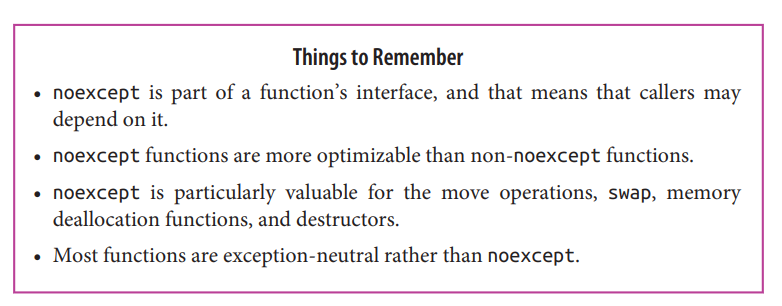 Things to Remember
• noexcept is part of a function’s interface, and that means that callers may
depend on it.
• noexcept functions are more optimizable than non-noexcept functions.
• noexcept is particularly valuable for the move operations, swap, memory
deallocation functions, and destructors.
• Most functions are exception-neutral rather than noexcept.